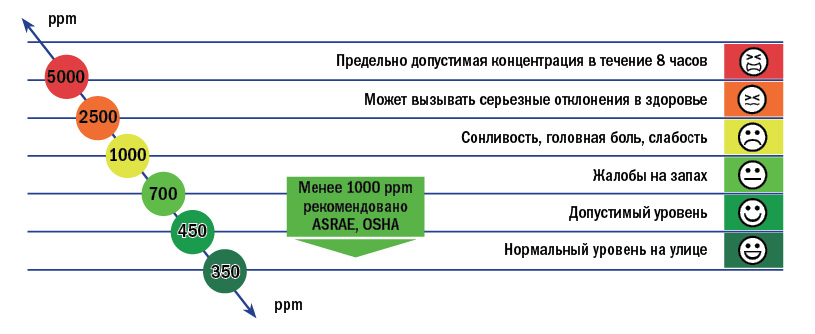 ppm
5000
Предельно допустимая концентрация в течение 8 часов
2500
Может вызывать серьезные отклонения в здоровье
1000
Сонливость, головная боль, слабость
700
Жалобы на запах
Менее 1000 ppm
рекомендовано
ASRAE, OSHA
450
Допустимый уровень
350
Нормальный уровень на улице
ppm